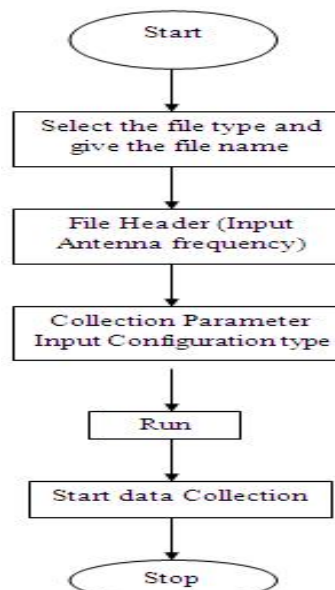 Start
Select the file type and
give the file name
File Header (Input
Antenna frequency)
Collection Parameter
Input Configuration type
Run
Start data Collection
Stop